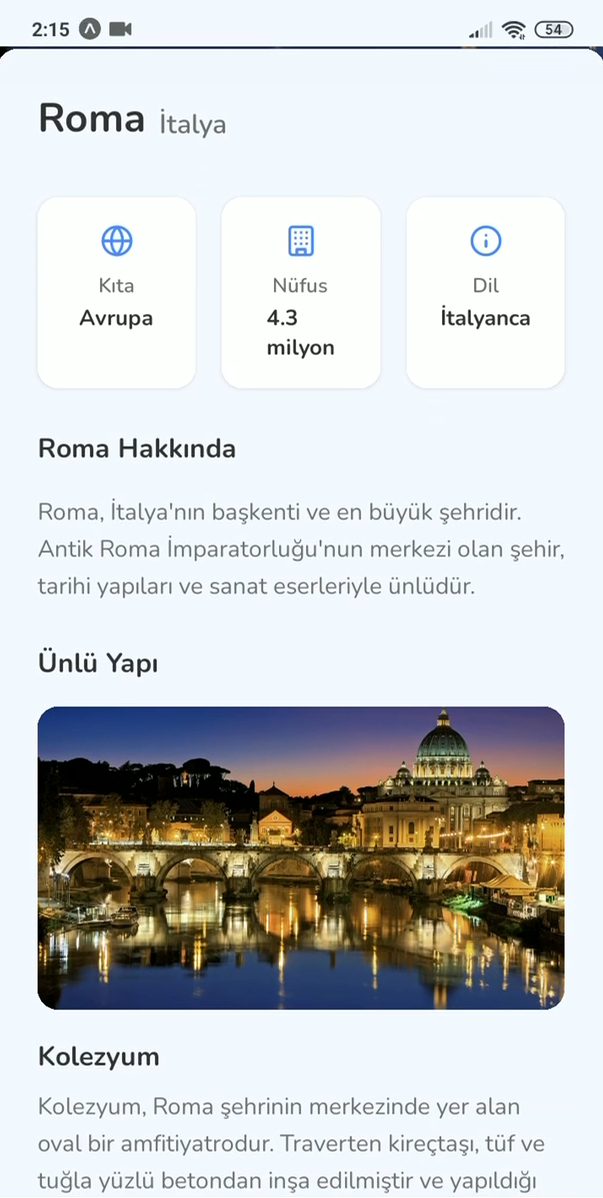 2:15
54
Roma İtalya
Kıta
Avrupa
Nüfus
4.3
milyon
Dil
İtalyanca
Roma Hakkında
Roma, İtalya'nın başkenti ve en büyük şehridir.
Antik Roma İmparatorluğu'nun merkezi olan şehir,
tarihi yapıları ve sanat eserleriyle ünlüdür.
Ünlü Yapı
Kolezyum
Kolezyum, Roma şehrinin merkezinde yer alan
oval bir amfitiyatrodur. Traverten kireçtaşı, tüf ve
tuğla yüzlü betondan inşa edilmiştir ve yapıldığı